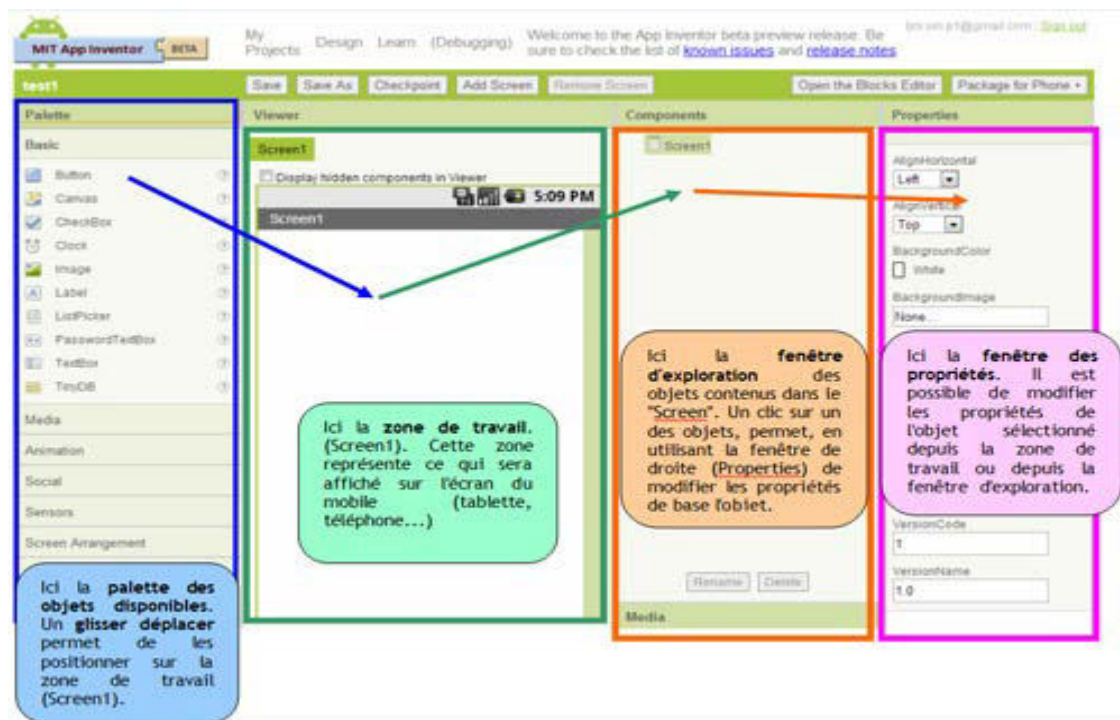 MIT App Inventor BETA
My Projects Design Learn (Debugging)
Welcome to the App Inventor beta preview release. Be
sure to check the list of known issues and release notes
Sign out
test1
Save Save As Checkpoint Add Screen Remove Screen Open the Blocks Editor Package for Phone
Palette
Basic
Button
Canvas
CheckBox
Clock
Image
Label
ListPicker
PasswordTextBox
TextBox
TinyDB
Media
Animation
Social
Sensors
Screen Arrangement
Ici la palette des
objets disponibles.
Un glisser déplacer
permet de les
positionner sur la
zone de travail
(Screen1).
Viewer
Screen1
Display hidden components in Viewer
5:09 PM
Screen1
Ici la zone de travail.
(Screen1). Cette zone
représente ce qui sera
affiché sur l'écran du
mobile (tablette,
téléphone...)
Components
Screen1
Ici la fenêtre
d'exploration des
objets contenus dans le
"Screen". Un clic sur un
des objets, permet, en
utilisant la fenêtre de
droite (Properties) de
modifier les propriétés
de base l'objet.
Rename Delete
Media
Properties
AlignHorizontal
Left
AlignVertical
Top
BackgroundColor
White
BackgroundImage
None...
Ici la fenêtre des
propriétés. Il est
possible de modifier
les propriétés de
l'objet sélectionné
depuis la zone de
travail ou depuis la
fenêtre d'exploration.
VersionCode
1
VersionName
1.0